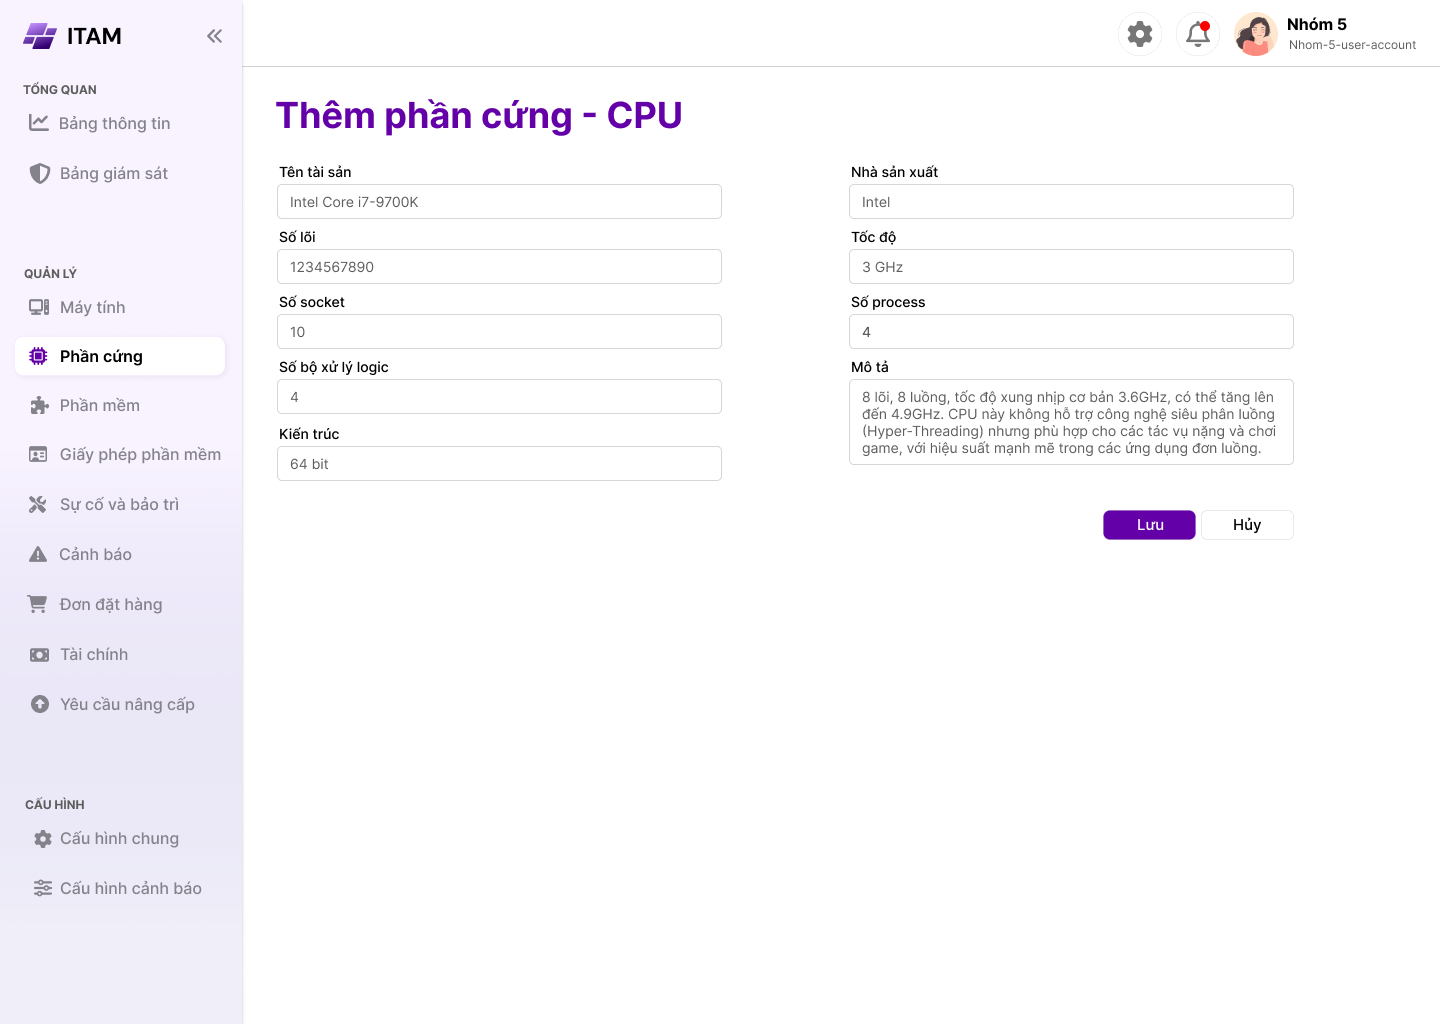 ITAM
TỔNG QUAN
Bảng thông tin
Bảng giám sát
QUẢN LÝ
Máy tính
Phần cứng
Phần mềm
Giấy phép phần mềm
Sự cố và bảo trì
Cảnh báo
Đơn đặt hàng
Tài chính
Yêu cầu nâng cấp
CẤU HÌNH
Cấu hình chung
Cấu hình cảnh báo
Nhóm 5
Nhom-5-user-account
Thêm phần cứng - CPU
Tên tài sản
Intel Core i7-9700K
Số lõi
1234567890
Số socket
10
Số bộ xử lý logic
4
Kiến trúc
64 bit
Nhà sản xuất
Intel
Tốc độ
3 GHz
Số process
4
Mô tả
8 lõi, 8 luồng, tốc độ xung nhịp cơ bản 3.6GHz, có thể tăng lên
đến 4.9GHz. CPU này không hỗ trợ công nghệ siêu phân luồng
(Hyper-Threading) nhưng phù hợp cho các tác vụ nặng và chơi
game, với hiệu suất mạnh mẽ trong các ứng dụng đơn luồng.
Lưu
Hủy